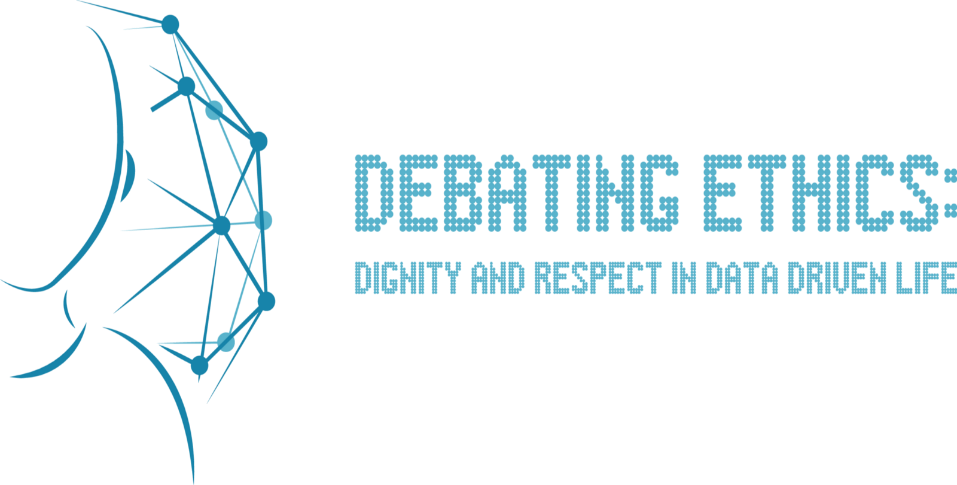 DEBATING ETHICS:
DIGNITY AND RESPECT IN DATA DRIVEN LIFE